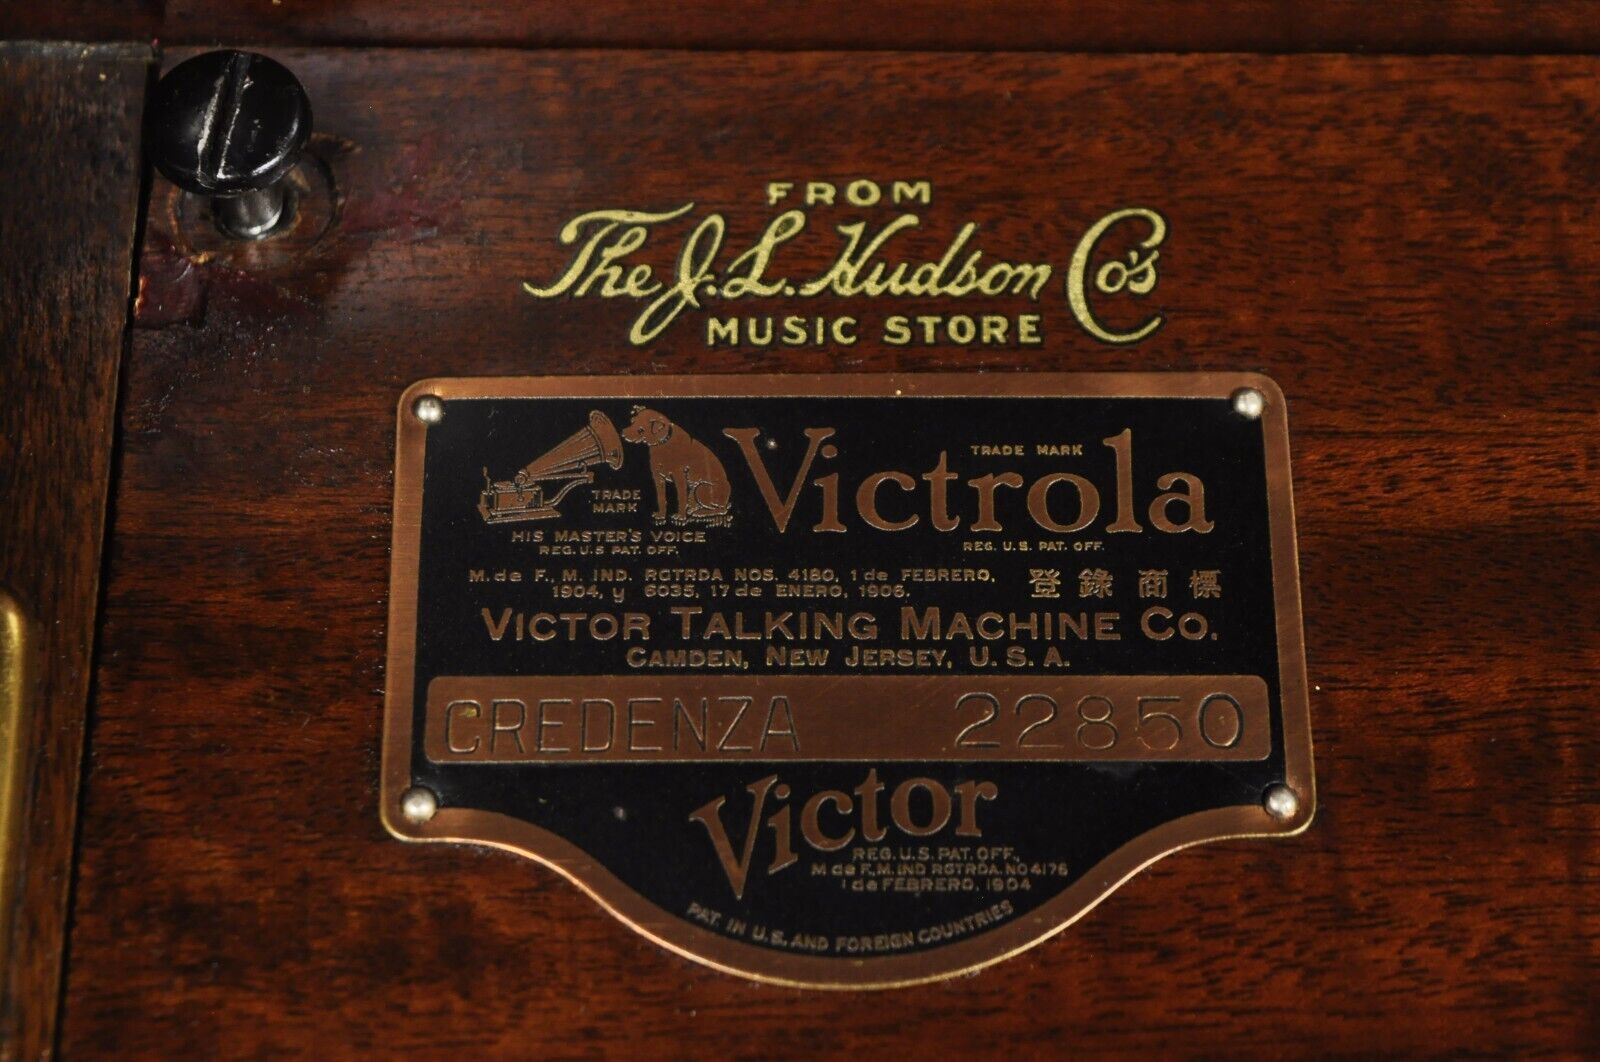 FROM
The J. L. Hudson Co's
MUSIC STORE
TRADE MARK
HIS MASTER'S VOICE
REG. U.S PAT. OFF.
TRADE MARK
Victrola
REG. U.S. PAT. OFF.
M. de F., M. IND. RGTRDA NOS. 4180, 1 de FEBRERO,
1904, y 6035, 17 de ENERO, 1906.
登錄商標
VICTOR TALKING MACHINE CO.
CAMDEN, NEW JERSEY, U. S. A.
CREDENZA 22850
Victor
REG. U.S. PAT. OFF.,
M de F., M. IND RGTRDA. NO 4176
1 de FEBRERO, 1904
PAT. IN U.S. AND FOREIGN COUNTRIES